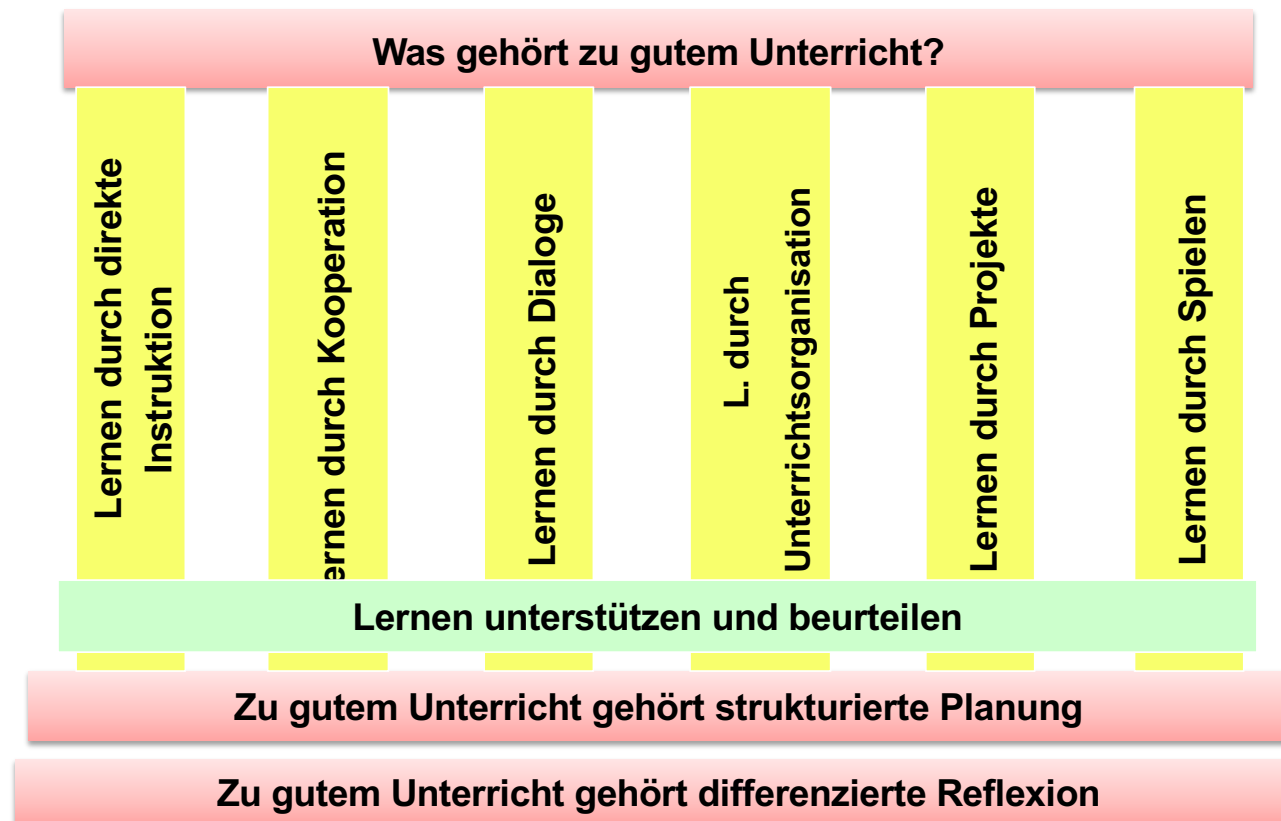 Was gehört zu gutem Unterricht?
Lernen durch direkte
Instruktion
ernen durch Kooperation
Lernen durch Dialoge
L. durch
Unterrichtsorganisation
Lernen durch Projekte
Lernen durch Spielen
Lernen unterstützen und beurteilen
Zu gutem Unterricht gehört strukturierte Planung
Zu gutem Unterricht gehört differenzierte Reflexion